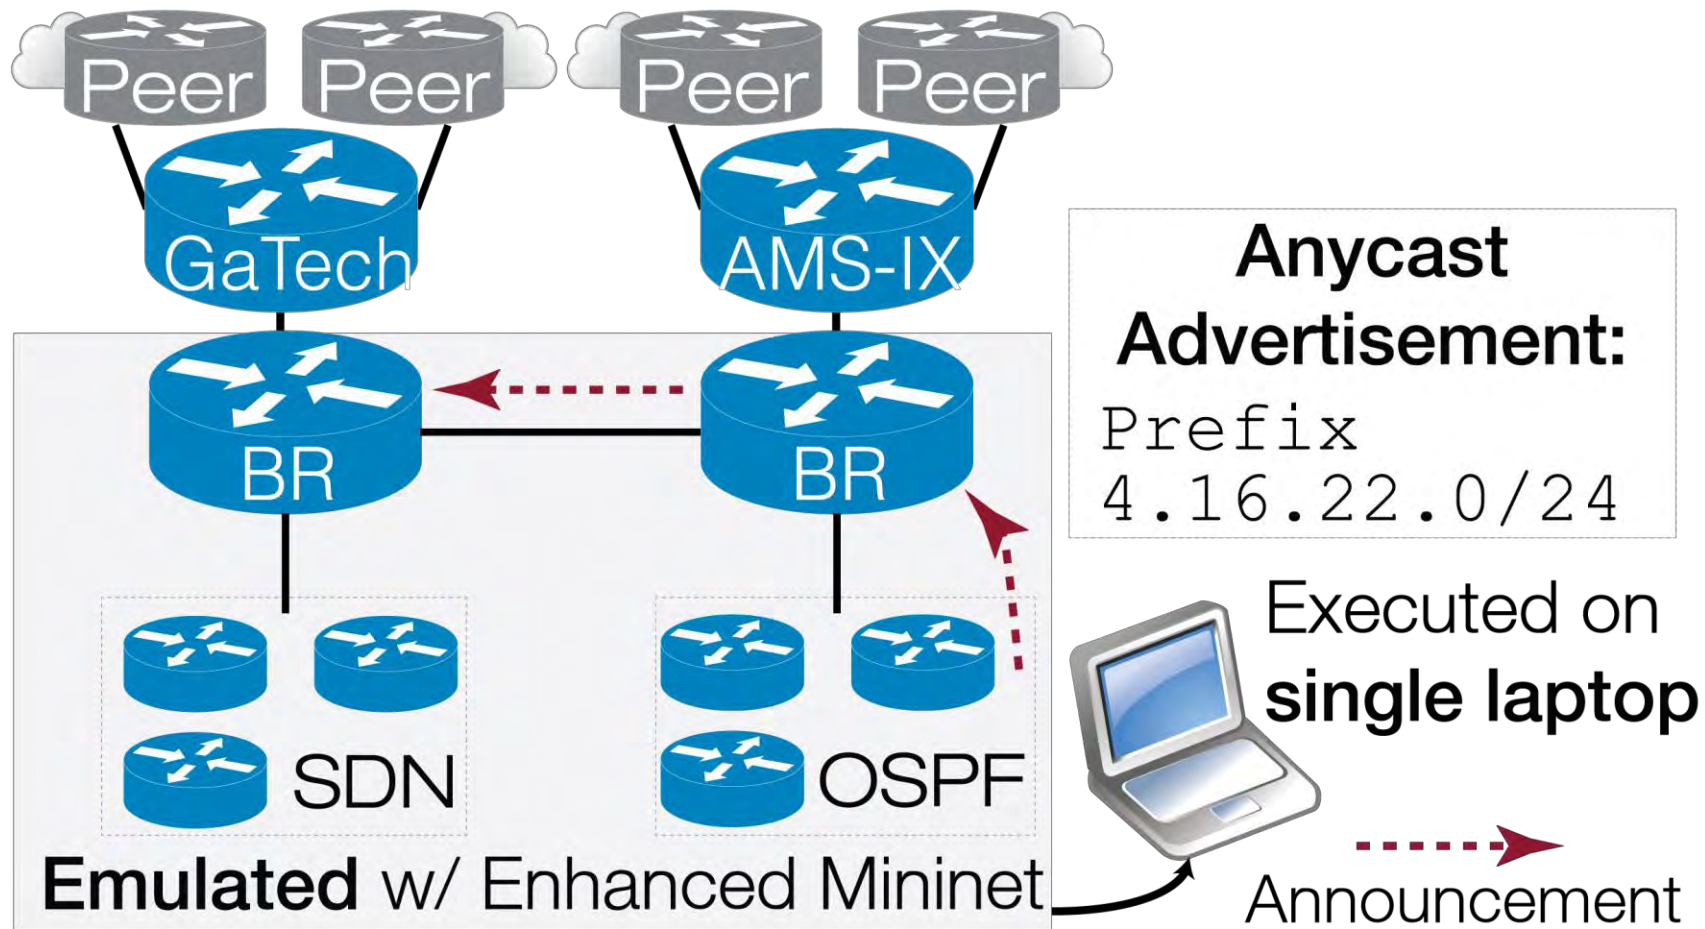 Peer
Peer
Peer
Peer
GaTech
AMS-IX
BR
BR
SDN
OSPF
Emulated w/ Enhanced Mininet
Anycast
Advertisement:
Prefix
4.16.22.0/24
Executed on
single laptop
Announcement